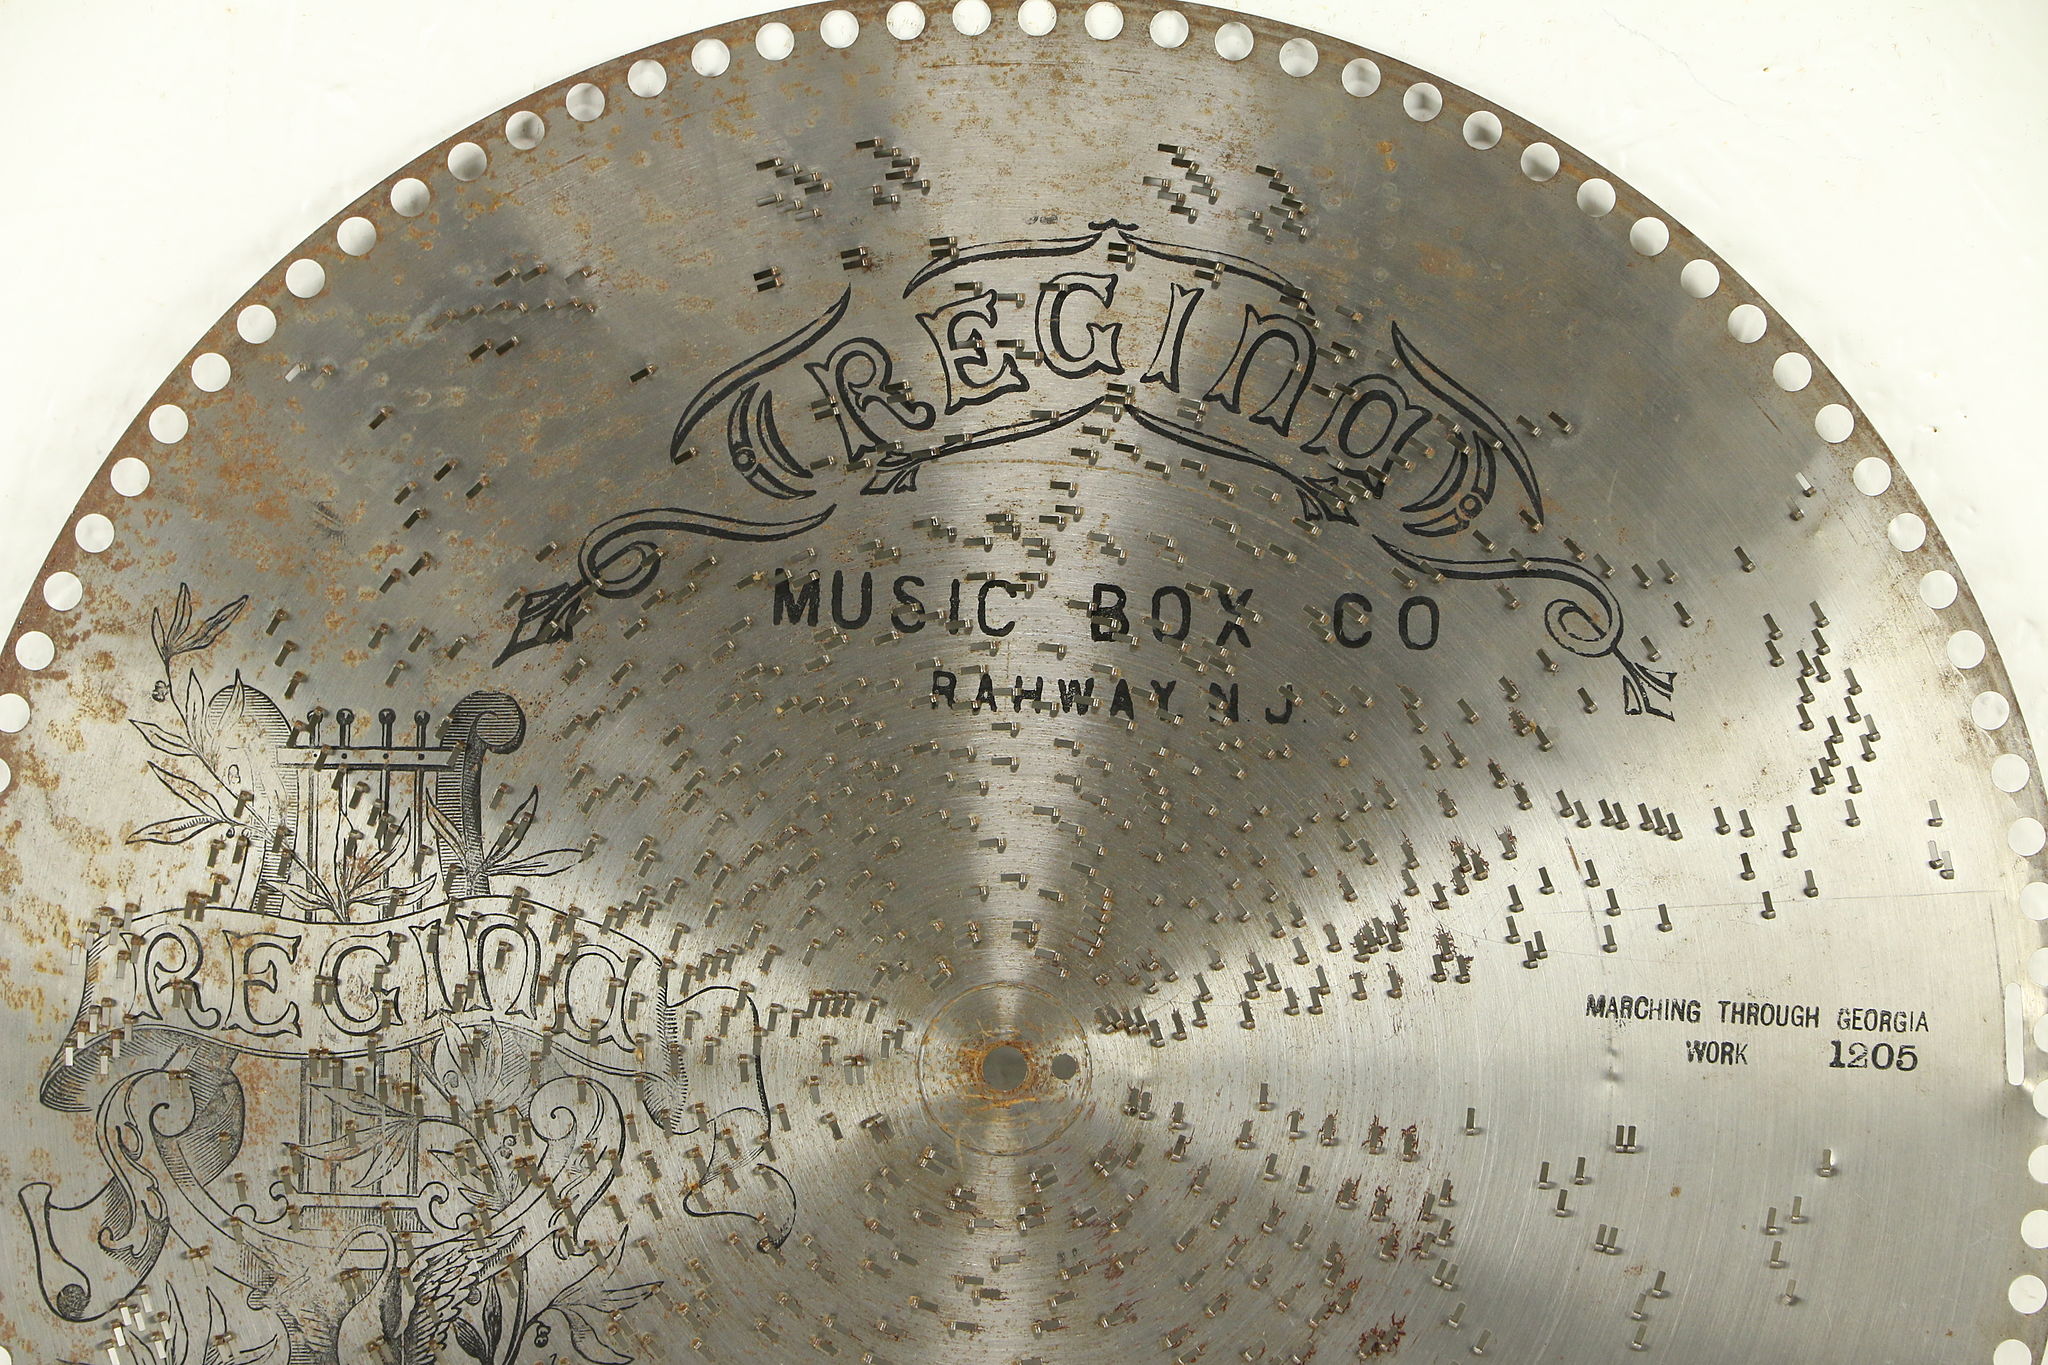 REGINA
MUSIC BOX CO
RAHWAY N.J.
REGINA
MARCHING THROUGH GEORGIA
WORK 1205